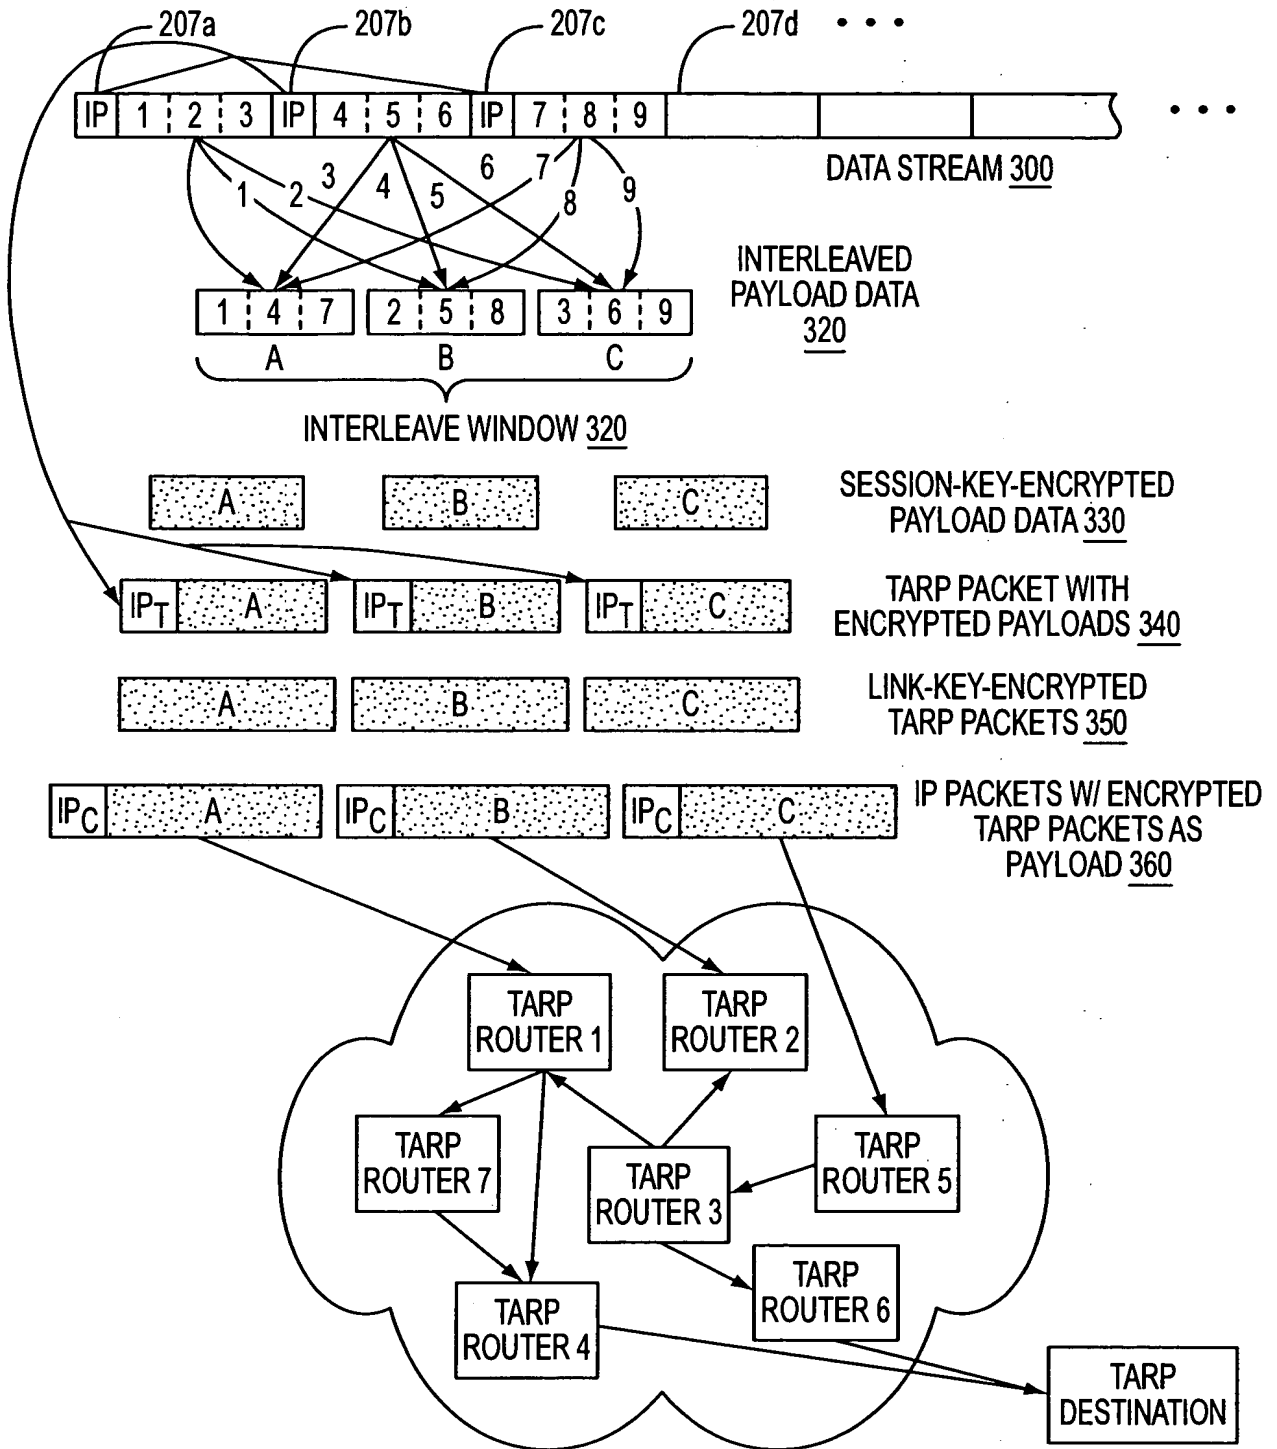 207a 207b 207c 207d • • •
IP 1 2 3 IP 4 5 6 IP 7 8 9 • • •
DATA STREAM 300
1 2 3 4 5 6 7 8 9
INTERLEAVED
PAYLOAD DATA
320
1 4 7 2 5 8 3 6 9
A B C
INTERLEAVE WINDOW 320
A B C
SESSION-KEY-ENCRYPTED
PAYLOAD DATA 330
IPT A IPT B IPT C
TARP PACKET WITH
ENCRYPTED PAYLOADS 340
A B C
LINK-KEY-ENCRYPTED
TARP PACKETS 350
IPC A IPC B IPC C
IP PACKETS W/ ENCRYPTED
TARP PACKETS AS
PAYLOAD 360
TARP
ROUTER 1
TARP
ROUTER 2
TARP
ROUTER 7
TARP
ROUTER 3
TARP
ROUTER 5
TARP
ROUTER 4
TARP
ROUTER 6
TARP
DESTINATION